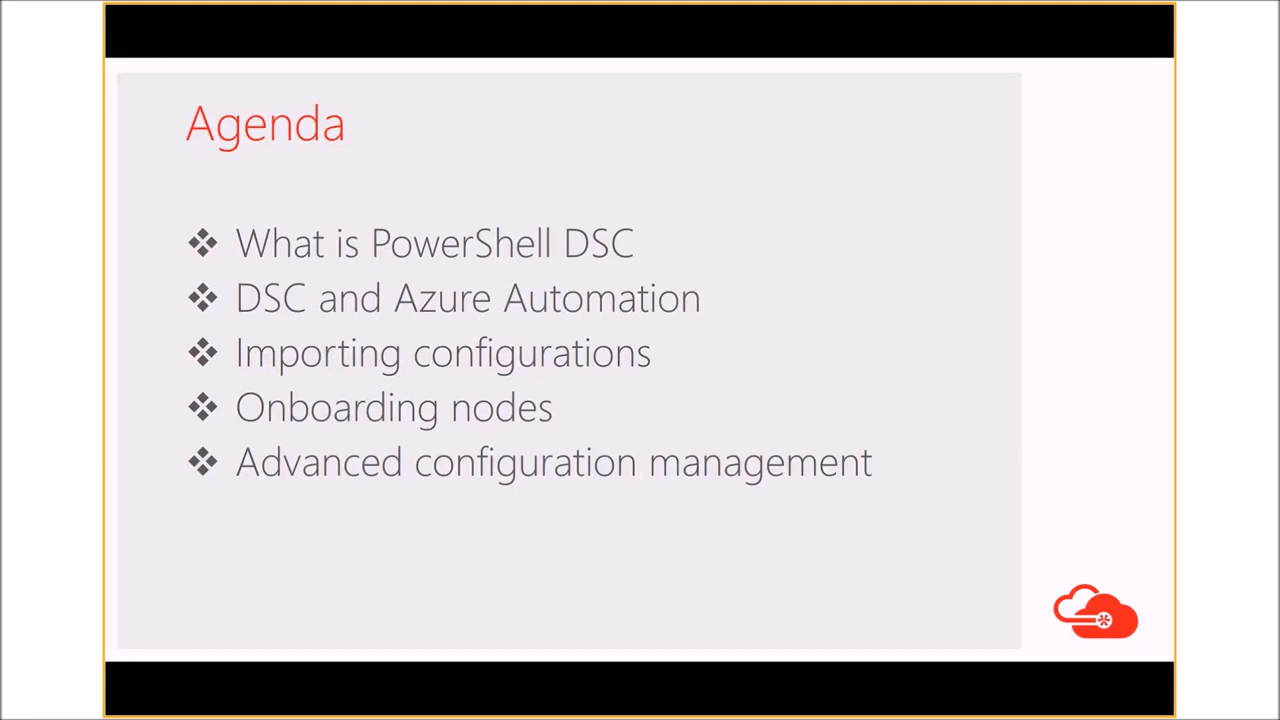 Agenda
❖ What is PowerShell DSC
❖ DSC and Azure Automation
❖ Importing configurations
❖ Onboarding nodes
❖ Advanced configuration management